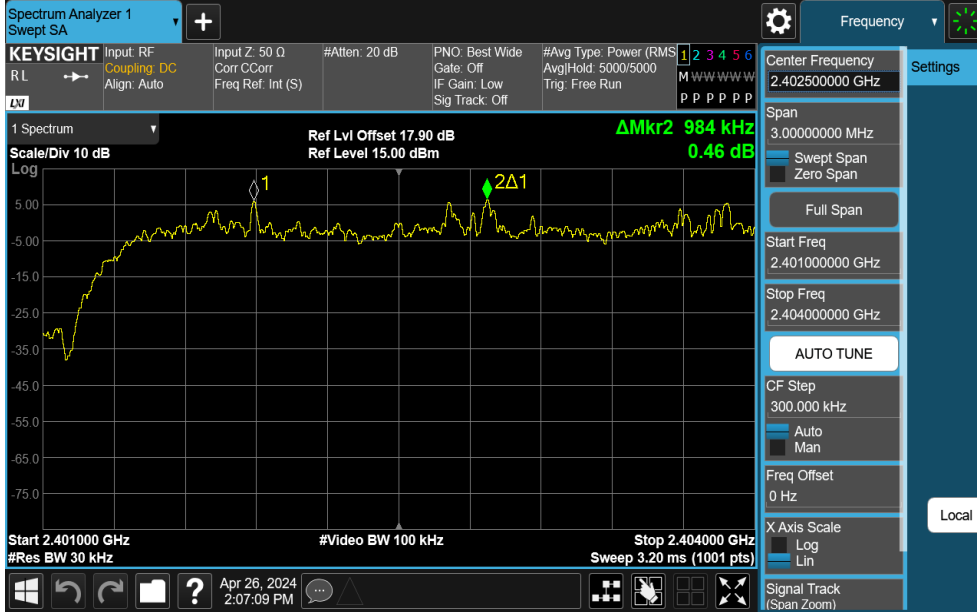 Spectrum Analyzer 1
Swept SA
Frequency
KEYSIGHT
R L
LXI
Input: RF
Coupling: DC
Align: Auto
Input Z: 50 Ω
Corr CCorr
Freq Ref: Int (S)
#Atten: 20 dB
PNO: Best Wide
Gate: Off
IF Gain: Low
Sig Track: Off
#Avg Type: Power (RMS
Avg|Hold: 5000/5000
Trig: Free Run
1 2 3 4 5 6
M W W W W W
P P P P P P
1 Spectrum
Scale/Div 10 dB
Log
Ref Lvl Offset 17.90 dB
Ref Level 15.00 dBm
ΔMkr2 984 kHz
0.46 dB
1
2Δ1
5.00
-5.00
-15.0
-25.0
-35.0
-45.0
-55.0
-65.0
-75.0
Start 2.401000 GHz
#Res BW 30 kHz
#Video BW 100 kHz
Stop 2.404000 GHz
Sweep 3.20 ms (1001 pts)
Center Frequency
2.402500000 GHz
Settings
Span
3.00000000 MHz
Swept Span
Zero Span
Full Span
Start Freq
2.401000000 GHz
Stop Freq
2.404000000 GHz
AUTO TUNE
CF Step
300.000 kHz
Auto
Man
Freq Offset
0 Hz
X Axis Scale
Log
Lin
Local
Signal Track
(Span Zoom)
?
Apr 26, 2024
2:07:09 PM